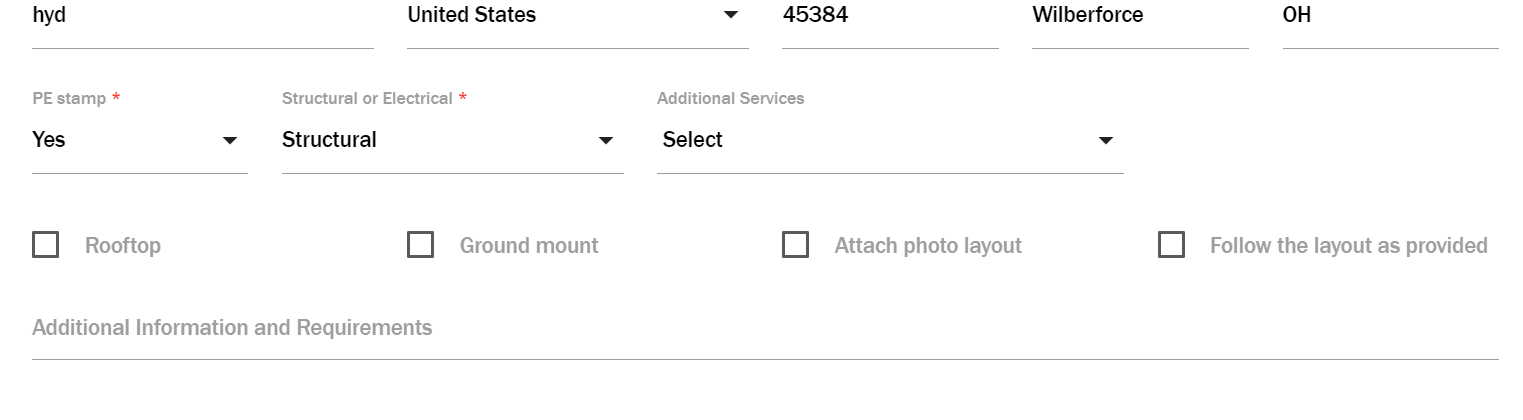 hyd United States 45384 Wilberforce OH
PE stamp * Structural or Electrical * Additional Services
Yes Structural Select
Rooftop Ground mount Attach photo layout Follow the layout as provided
Additional Information and Requirements